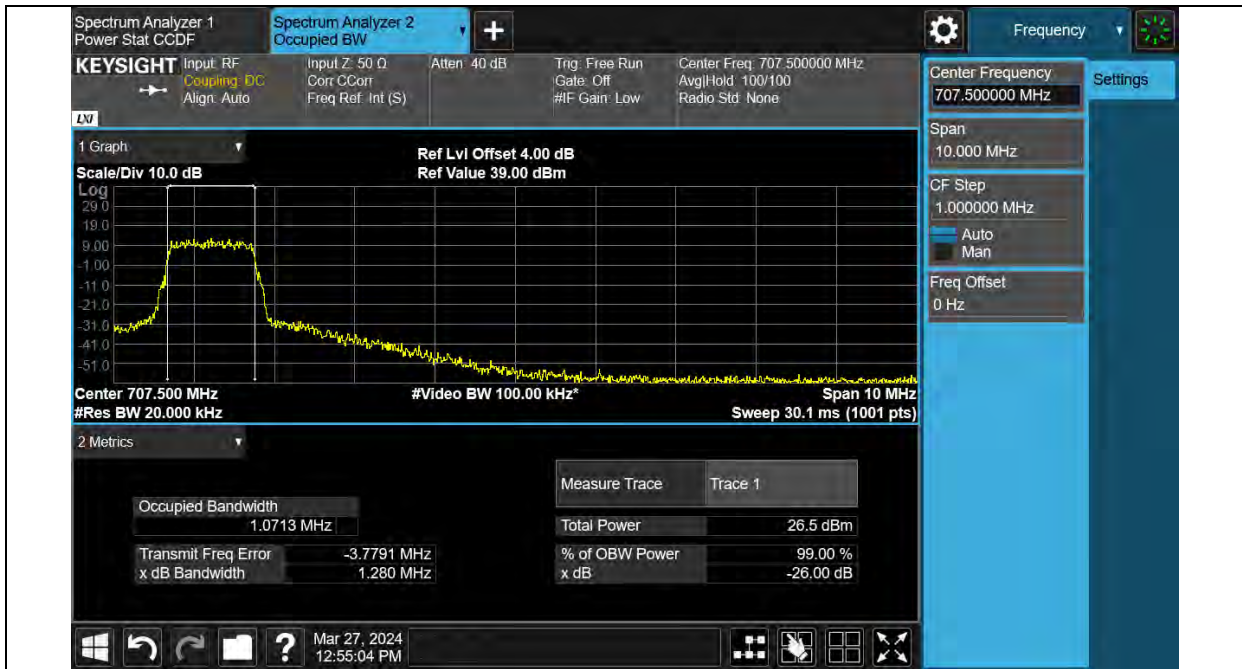 Spectrum Analyzer 1
Power Stat CCDF
Spectrum Analyzer 2
Occupied BW
Frequency
KEYSIGHT
LXI
Input: RF
Coupling: DC
Align: Auto
Input Z: 50 Ω
Corr CCorr
Freq Ref: Int (S)
Atten: 40 dB
Trig: Free Run
Gate: Off
#IF Gain: Low
Center Freq: 707.500000 MHz
Avg|Hold: 100/100
Radio Std: None
Center Frequency
707.500000 MHz
Settings
Span
10.000 MHz
CF Step
1.000000 MHz
Auto
Man
Freq Offset
0 Hz
1 Graph
Scale/Div 10.0 dB
Ref Lvl Offset 4.00 dB
Ref Value 39.00 dBm
Log
29.0
19.0
9.00
-1.00
-11.0
-21.0
-31.0
-41.0
-51.0
Center 707.500 MHz
#Video BW 100.00 kHz*
Span 10 MHz
#Res BW 20.000 kHz
Sweep 30.1 ms (1001 pts)
2 Metrics
Measure Trace Trace 1
Occupied Bandwidth
1.0713 MHz
Total Power 26.5 dBm
Transmit Freq Error -3.7791 MHz
% of OBW Power 99.00 %
x dB Bandwidth 1.280 MHz
x dB -26.00 dB
Mar 27, 2024
12:55:04 PM